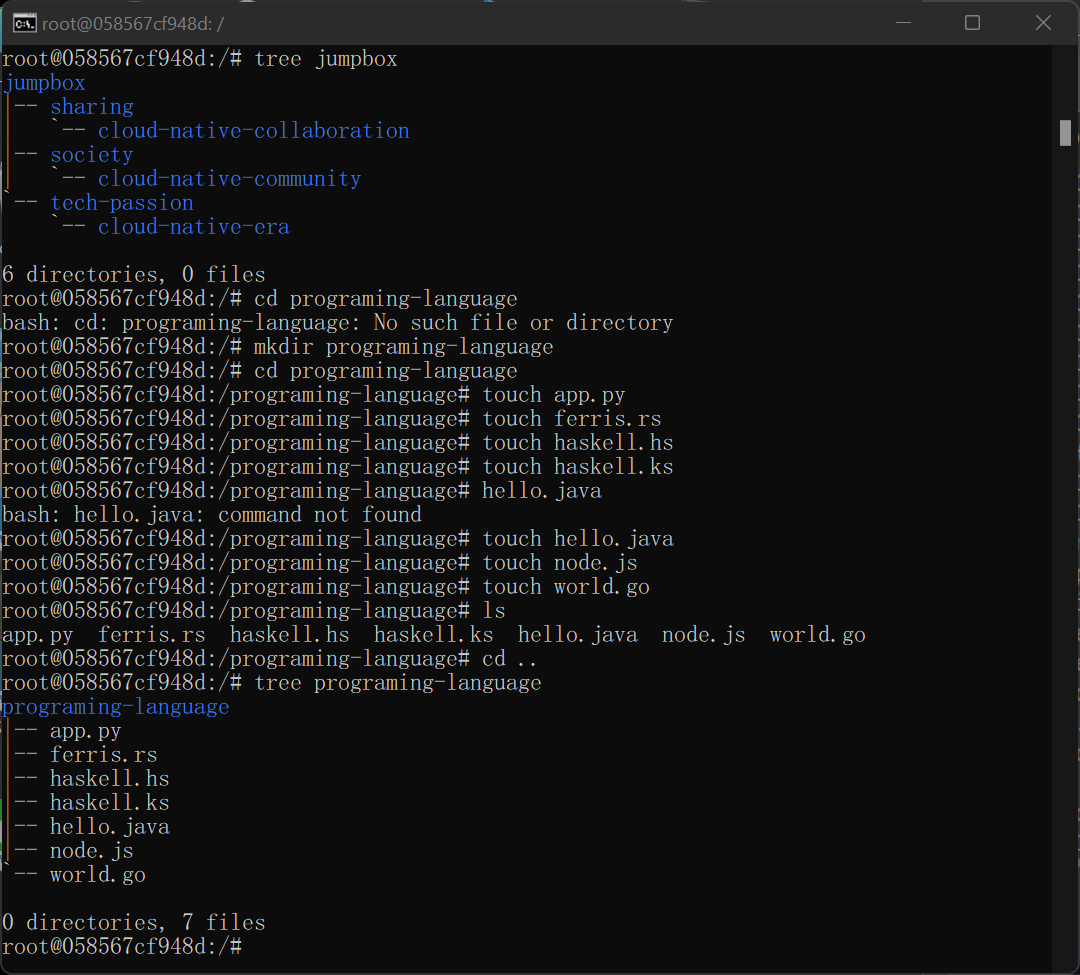 root@058567cf948d: /
root@058567cf948d:/# tree jumpbox
jumpbox
|-- sharing
|   `-- cloud-native-collaboration
|-- society
|   `-- cloud-native-community
`-- tech-passion
    `-- cloud-native-era
6 directories, 0 files
root@058567cf948d:/# cd programing-language
bash: cd: programing-language: No such file or directory
root@058567cf948d:/# mkdir programing-language
root@058567cf948d:/# cd programing-language
root@058567cf948d:/programing-language# touch app.py
root@058567cf948d:/programing-language# touch ferris.rs
root@058567cf948d:/programing-language# touch haskell.hs
root@058567cf948d:/programing-language# touch haskell.ks
root@058567cf948d:/programing-language# hello.java
bash: hello.java: command not found
root@058567cf948d:/programing-language# touch hello.java
root@058567cf948d:/programing-language# touch node.js
root@058567cf948d:/programing-language# touch world.go
root@058567cf948d:/programing-language# ls
app.py  ferris.rs  haskell.hs  haskell.ks  hello.java  node.js  world.go
root@058567cf948d:/programing-language# cd ..
root@058567cf948d:/# tree programing-language
programing-language
|-- app.py
|-- ferris.rs
|-- haskell.hs
|-- haskell.ks
|-- hello.java
|-- node.js
`-- world.go
0 directories, 7 files
root@058567cf948d:/#